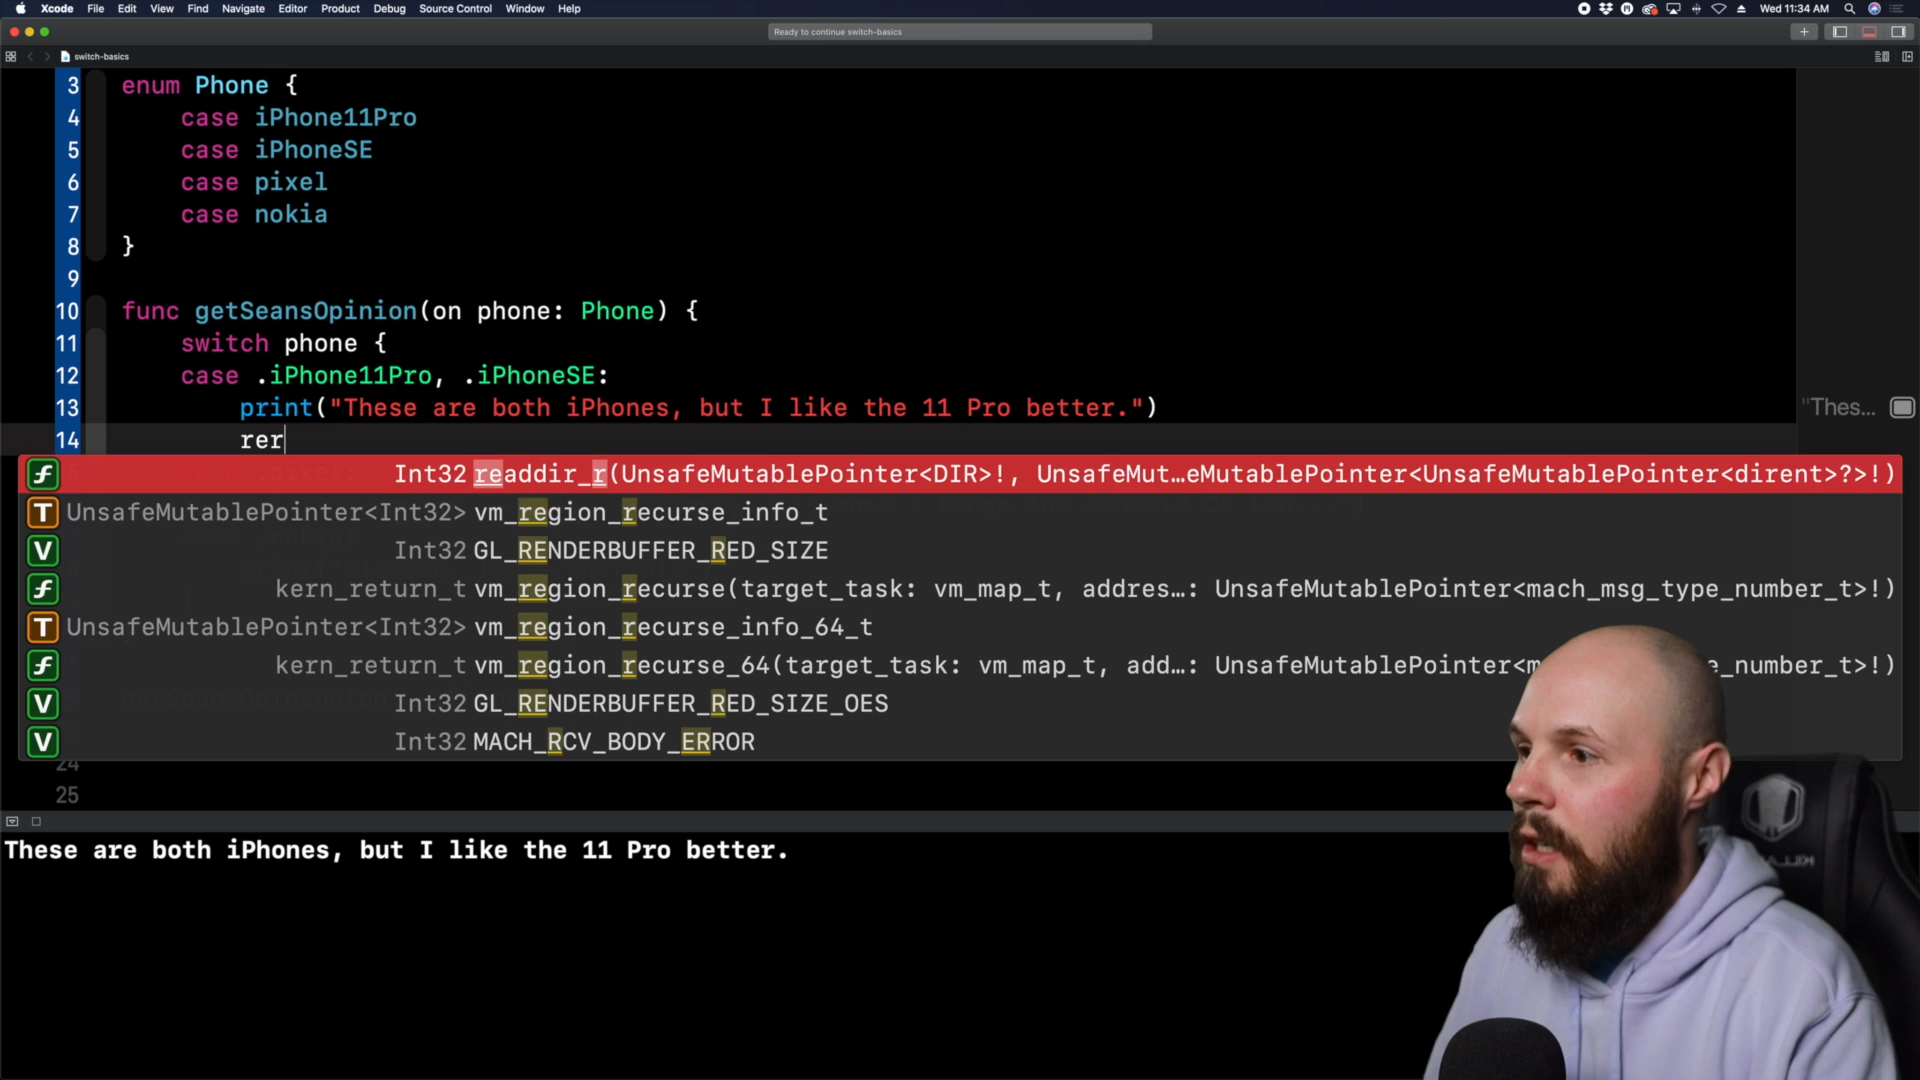 Xcode File Edit View Find Navigate Editor Product Debug Source Control Window Help
Wed 11:34 AM
Ready to continue switch-basics
switch-basics
3 enum Phone {
4 case iPhone11Pro
5 case iPhoneSE
6 case pixel
7 case nokia
8 }
9
10 func getSeansOpinion(on phone: Phone) {
11 switch phone {
12 case .iPhone11Pro, .iPhoneSE:
13 print("These are both iPhones, but I like the 11 Pro better.")
"Thes...
14 rer
f Int32 readdir_r(UnsafeMutablePointer<DIR>!, UnsafeMut…eMutablePointer<UnsafeMutablePointer<dirent>?>!)
T UnsafeMutablePointer<Int32> vm_region_recurse_info_t
V Int32 GL_RENDERBUFFER_RED_SIZE
f kern_return_t vm_region_recurse(target_task: vm_map_t, addres…: UnsafeMutablePointer<mach_msg_type_number_t>!)
T UnsafeMutablePointer<Int32> vm_region_recurse_info_64_t
f kern_return_t vm_region_recurse_64(target_task: vm_map_t, add…: UnsafeMutablePointer<m e_number_t>!)
V Int32 GL_RENDERBUFFER_RED_SIZE_OES
V Int32 MACH_RCV_BODY_ERROR
24
25
These are both iPhones, but I like the 11 Pro better.